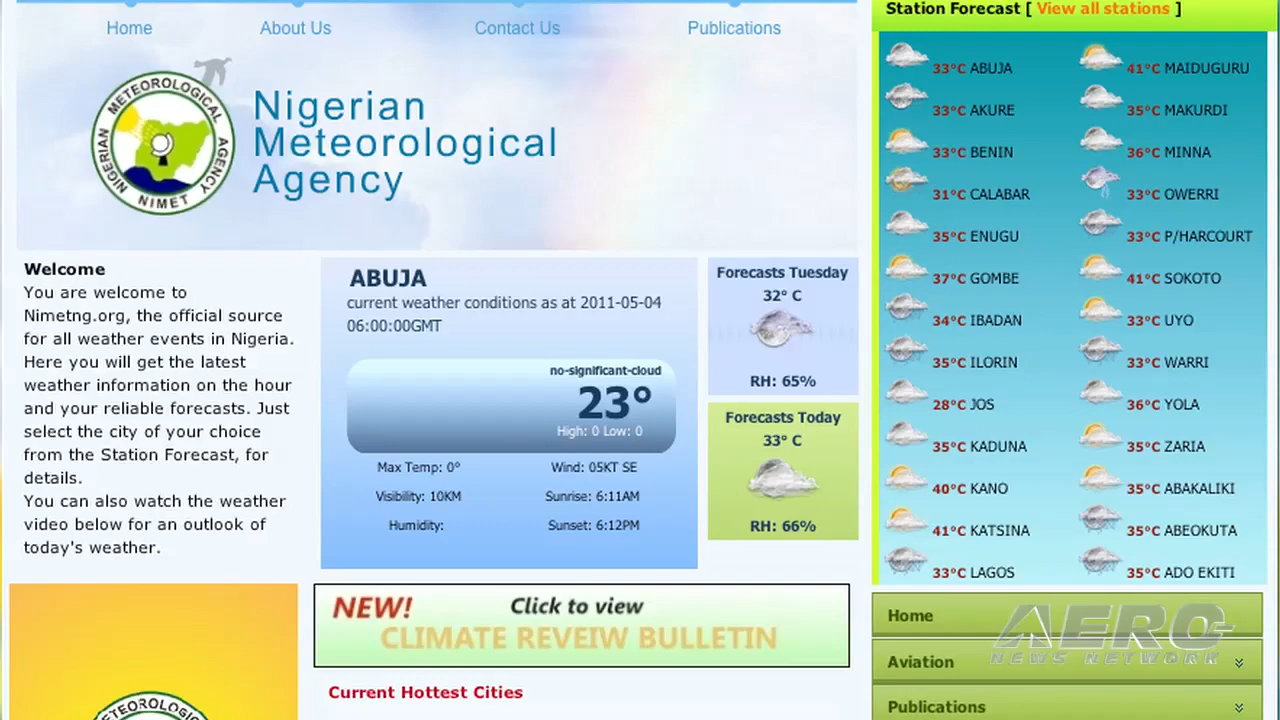 Home
About Us
Contact Us
Publications
METEOROLOGICAL
NIGERIAN
AGENCY
NIMET
Nigerian
Meteorological
Agency
Welcome
You are welcome to
Nimetng.org, the official source
for all weather events in Nigeria.
Here you will get the latest
weather information on the hour
and your reliable forecasts. Just
select the city of your choice
from the Station Forecast, for
details.
You can also watch the weather
video below for an outlook of
today's weather.
ABUJA
current weather conditions as at 2011-05-04
06:00:00GMT
no-significant-cloud
23°
High: 0 Low: 0
Max Temp: 0°
Wind: 05KT SE
Visibility: 10KM
Sunrise: 6:11AM
Humidity:
Sunset: 6:12PM
Forecasts Tuesday
32° C
RH: 65%
Forecasts Today
33° C
RH: 66%
NEW!
Click to view
CLIMATE REVEIW BULLETIN
Current Hottest Cities
METEOROLOGICAL
Station Forecast [ View all stations ]
33°C ABUJA
41°C MAIDUGURU
33°C AKURE
35°C MAKURDI
33°C BENIN
36°C MINNA
31°C CALABAR
33°C OWERRI
35°C ENUGU
33°C P/HARCOURT
37°C GOMBE
41°C SOKOTO
34°C IBADAN
33°C UYO
35°C ILORIN
33°C WARRI
28°C JOS
36°C YOLA
35°C KADUNA
35°C ZARIA
40°C KANO
35°C ABAKALIKI
41°C KATSINA
35°C ABEOKUTA
33°C LAGOS
35°C ADO EKITI
Home
Aviation
Publications
AERO
NEWS NETWORK